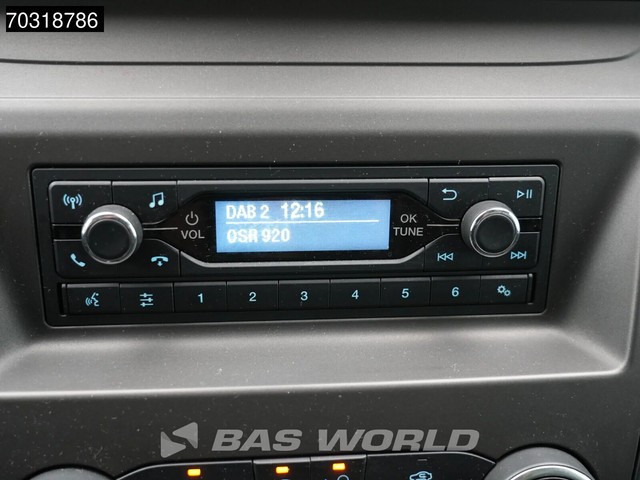 70318786
DAB 2 12:16
OSR 920
VOL
OK
TUNE
1 2 3 4 5 6
BAS WORLD